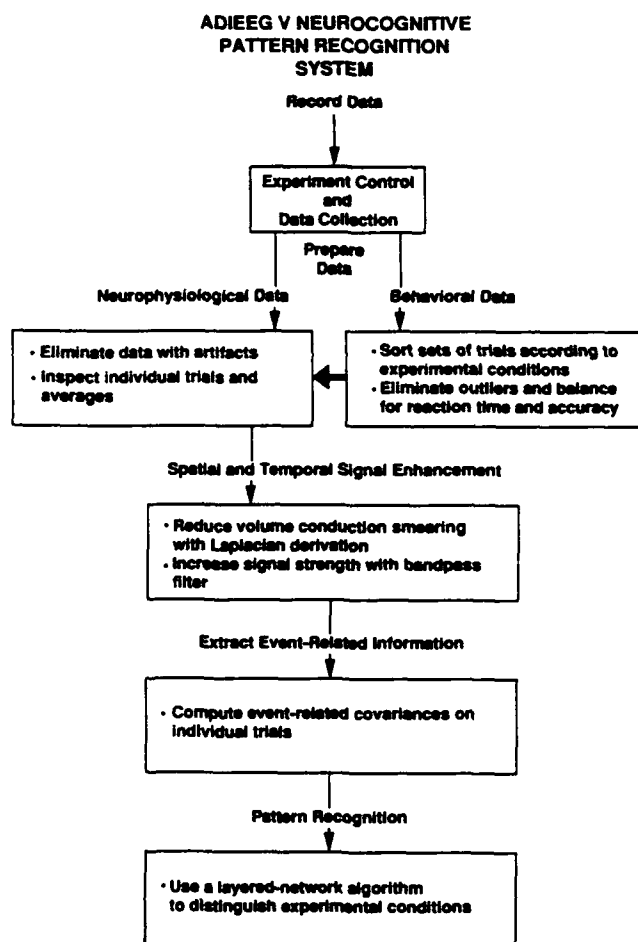 ADIEEG V NEUROCOGNITIVE
PATTERN RECOGNITION
SYSTEM
Record Data
Experiment Control
and
Data Collection
Prepare
Data
Neurophysiological Data
Behavioral Data
• Eliminate data with artifacts
• Inspect individual trials and
averages
• Sort sets of trials according to
experimental conditions
• Eliminate outliers and balance
for reaction time and accuracy
Spatial and Temporal Signal Enhancement
• Reduce volume conduction smearing
with Laplacian derivation
• Increase signal strength with bandpass
filter
Extract Event-Related Information
• Compute event-related covariances on
individual trials
Pattern Recognition
• Use a layered-network algorithm
to distinguish experimental conditions